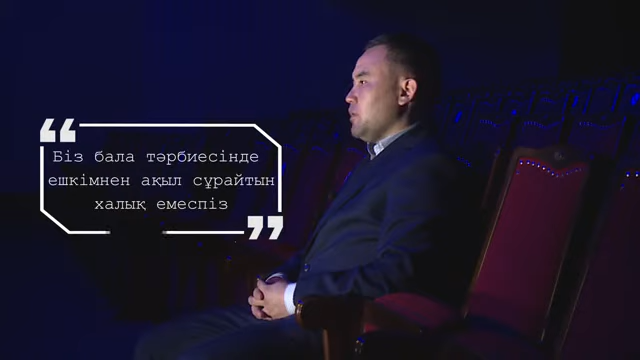 Біз бала тәрбиесінде
ешкімнен ақыл сұрайтын
халық емеспіз